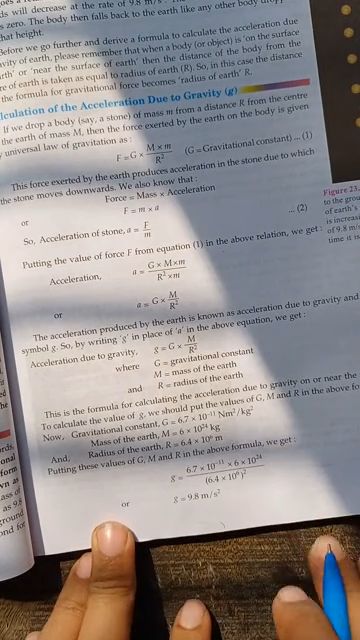 ds will decrease at the rate of 9.8 m/s
s zero. The body then falls back to the earth like any other body drop
hat height.
Before we go further and derive a formula to calculate the acceleration due
avity of earth, please remember that when a body (or object) is 'on the surface
arth' or 'near the surface of earth' then the distance of the body from the
re of earth is taken as equal to radius of earth (R). So, in this case the distance
the formula for gravitational force becomes 'radius of earth' R.
lculation of the Acceleration Due to Gravity (g)
If we drop a body (say, a stone) of mass m from a distance R from the centre
the earth of mass M, then the force exerted by the earth on the body is given
universal law of gravitation as :
F = G × M × m / R² (G = Gravitational constant) ... (1)
This force exerted by the earth produces acceleration in the stone due to which
the stone moves downwards. We also know that :
Force = Mass × Acceleration
or F = m × a
So, Acceleration of stone, a = F / m ... (2)
Putting the value of force F from equation (1) in the above relation, we get :
Acceleration, a = G × M × m / R² × m
or a = G × M / R²
The acceleration produced by the earth is known as acceleration due to gravity and
symbol g. So, by writing 'g' in place of 'a' in the above equation, we get :
Acceleration due to gravity, g = G × M / R²
where G = gravitational constant
M = mass of the earth
and R = radius of the earth
This is the formula for calculating the acceleration due to gravity on or near the
To calculate the value of g, we should put the values of G, M and R in the above fo
Now, Gravitational constant, G = 6.7 × 10⁻¹¹ Nm²/kg²
Mass of the earth, M = 6 × 10²⁴ kg
And, Radius of the earth, R = 6.4 × 10⁶ m
Putting these values of G, M and R in the above formula, we get :
g = 6.7 × 10⁻¹¹ × 6 × 10²⁴ / (6.4 × 10⁶)²
or g = 9.8 m/s²
Figure 23.
to the grou
of earth's
is increas
of 9.8 m/s
time it is